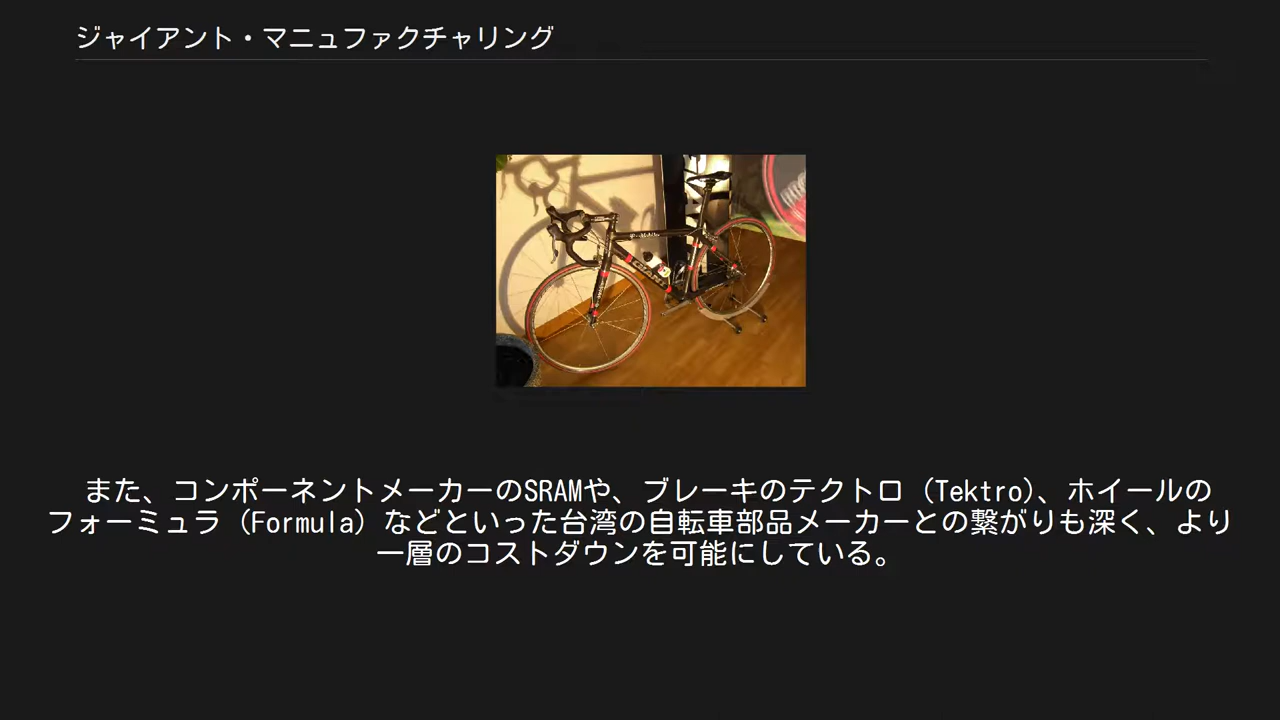 ジャイアント・マニュファクチャリング
GIANT
また、コンポーネントメーカーのSRAMや、ブレーキのテクトロ（Tektro）、ホイールの
フォーミュラ（Formula）などといった台湾の自転車部品メーカーとの繋がりも深く、より
一層のコストダウンを可能にしている。